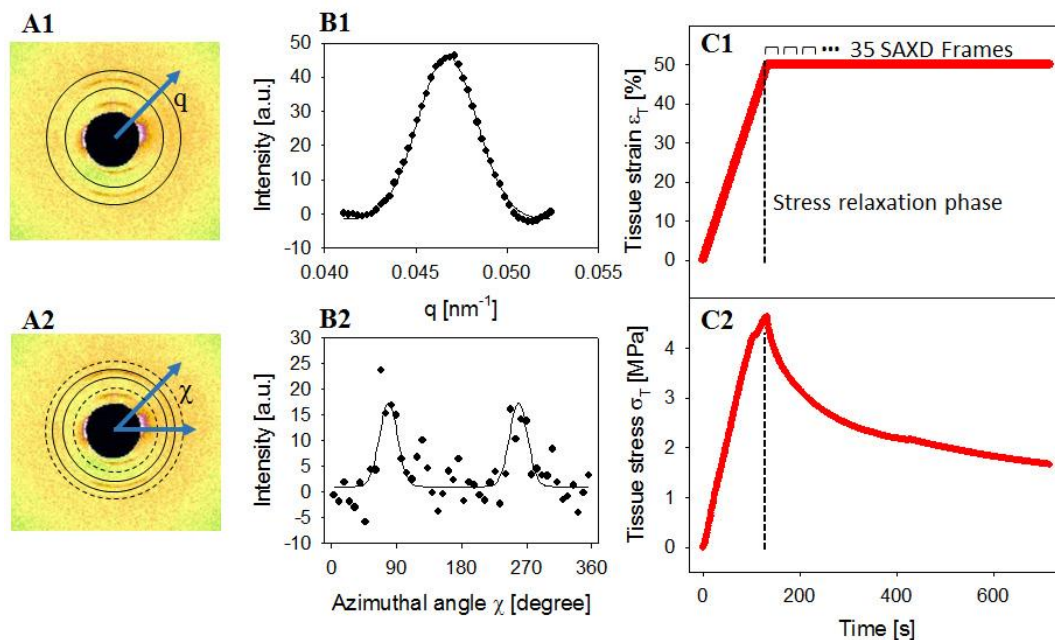 A1
q
A2
χ
B1
50
40
30
20
10
0
-10
Intensity [a.u.]
0.040 0.045 0.050 0.055
q [nm⁻¹]
B2
30
25
20
15
10
5
0
-5
-10
Intensity [a.u.]
0 90 180 270 360
Azimuthal angle χ [degree]
C1
35 SAXD Frames
50
40
30
20
10
0
Tissue strain ε_T [%]
Stress relaxation phase
C2
4
2
0
Tissue stress σ_T [MPa]
0 200 400 600
Time [s]